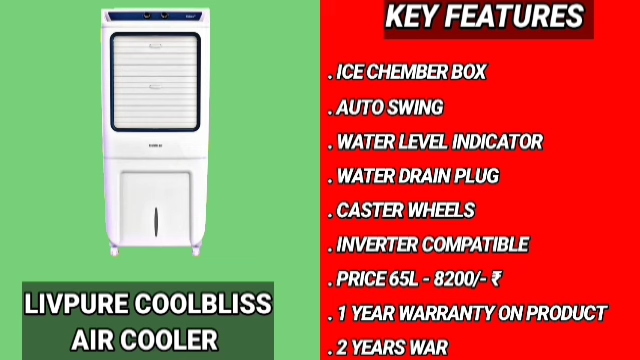 KEY FEATURES
. ICE CHEMBER BOX
. AUTO SWING
. WATER LEVEL INDICATOR
. WATER DRAIN PLUG
. CASTER WHEELS
. INVERTER COMPATIBLE
. PRICE 65L - 8200/- ₹
. 1 YEAR WARRANTY ON PRODUCT
. 2 YEARS WAR
LIVPURE COOLBLISS
AIR COOLER